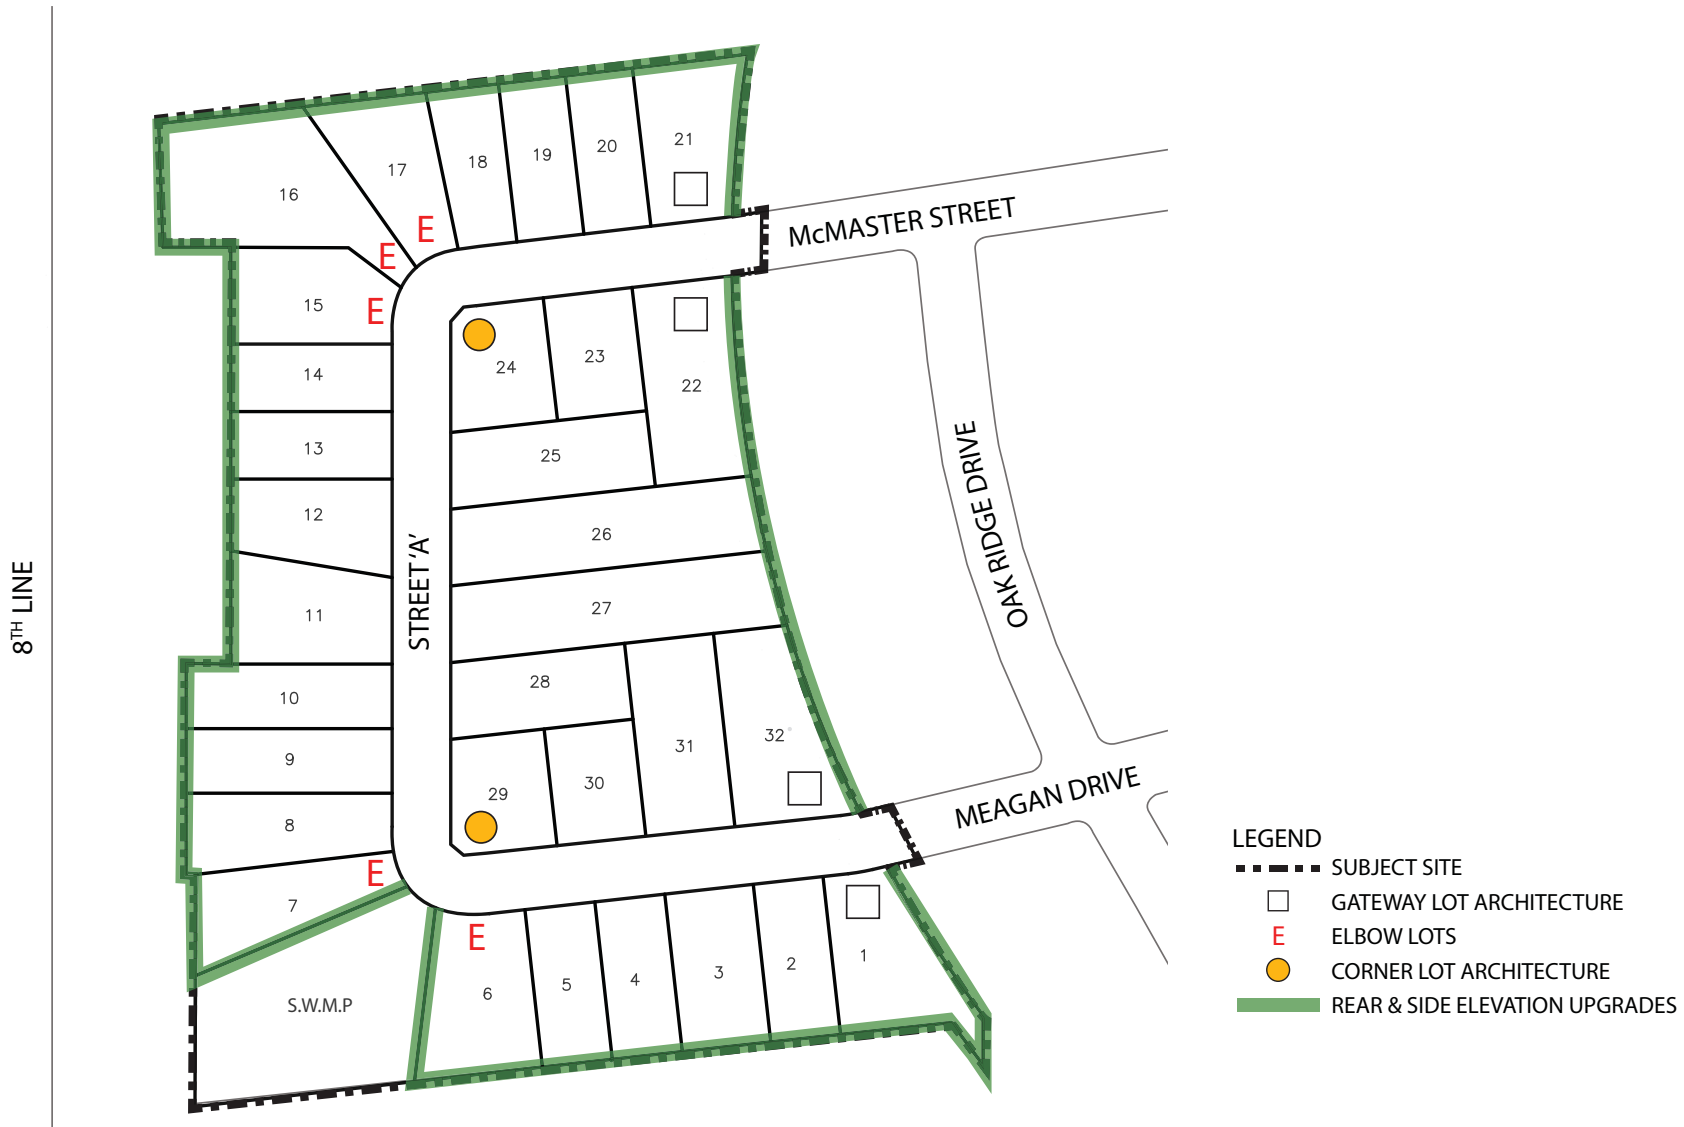 21
20
19
18
17
16
E
E
McMASTER STREET
15
E
14
24
23
22
13
25
12
26
8TH LINE
STREET 'A'
OAK RIDGE DRIVE
11
27
10
28
9
31
32
29
30
8
MEAGAN DRIVE
E
7
E
6
5
4
3
2
1
S.W.M.P
LEGEND
SUBJECT SITE
GATEWAY LOT ARCHITECTURE
E ELBOW LOTS
CORNER LOT ARCHITECTURE
REAR & SIDE ELEVATION UPGRADES